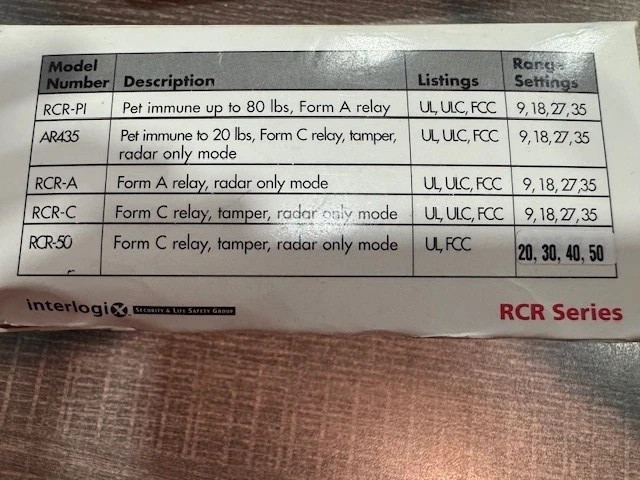 Model Number Description Listings Range Settings
RCR-PI Pet immune up to 80 lbs, Form A relay UL, ULC, FCC 9,18,27,35
AR435 Pet immune to 20 lbs, Form C relay, tamper, UL, ULC, FCC 9,18,27,35
radar only mode
RCR-A Form A relay, radar only mode UL, ULC, FCC 9,18,27,35
RCR-C Form C relay, tamper, radar only mode UL, ULC, FCC 9,18,27,35
RCR-50 Form C relay, tamper, radar only mode UL, FCC 20, 30, 40, 50
interlogix SECURITY & LIFE SAFETY GROUP RCR Series